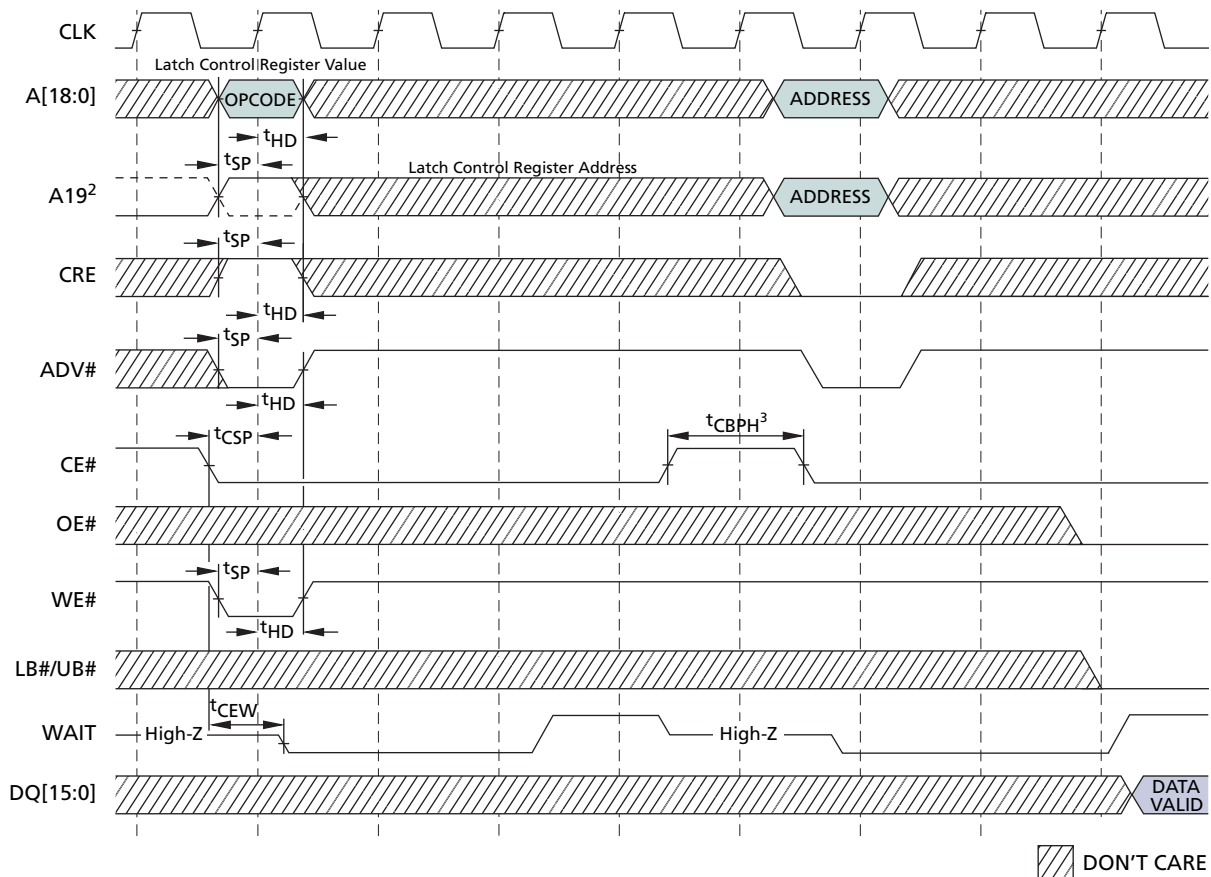 CLK
Latch Control Register Value
A[18:0]
OPCODE
ADDRESS
tHD
tSP
Latch Control Register Address
A19²
ADDRESS
tSP
CRE
tHD
tSP
ADV#
tHD
tCSP
tCBPH³
CE#
OE#
tSP
WE#
tHD
LB#/UB#
tCEW
WAIT
High-Z
High-Z
DQ[15:0]
DATA
VALID
DON'T CARE